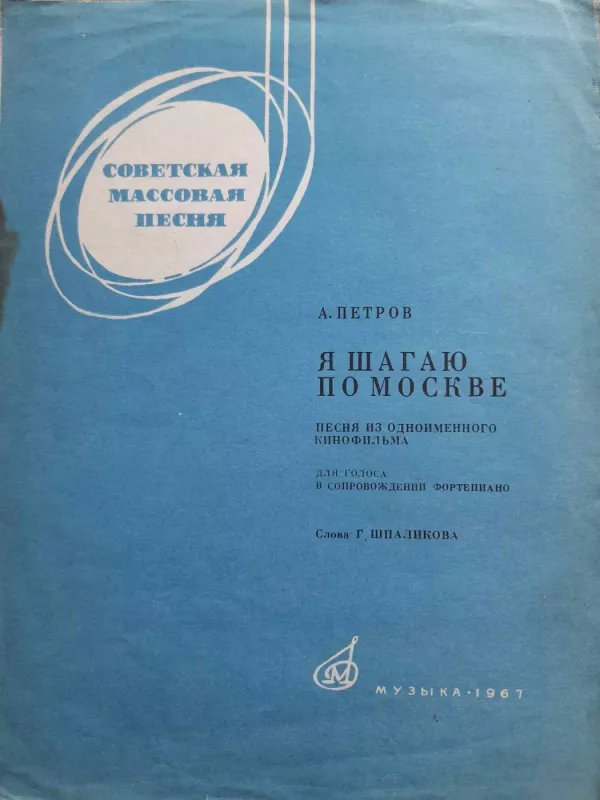 СОВЕТСКАЯ
МАССОВАЯ
ПЕСНЯ
А. ПЕТРОВ
Я ШАГАЮ
ПО МОСКВЕ
ПЕСНЯ ИЗ ОДНОИМЕННОГО
КИНОФИЛЬМА
ДЛЯ ГОЛОСА
В СОПРОВОЖДЕНИИ ФОРТЕПИАНО
Слова Г. ШПАЛИКОВА
М
МУЗЫКА · 1967